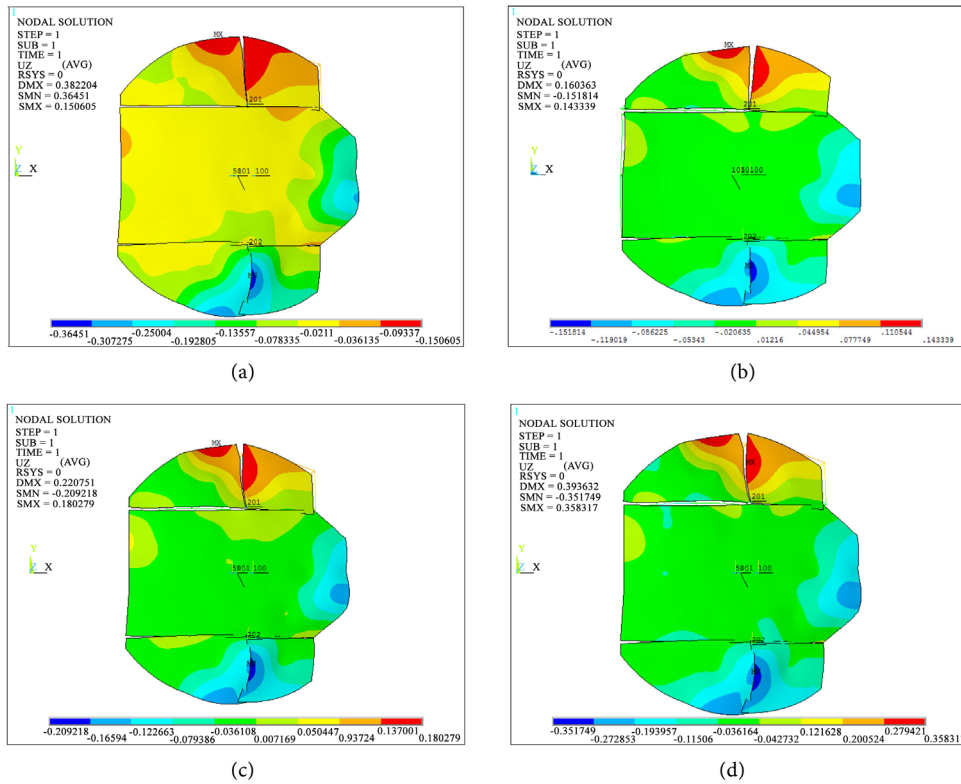 1
NODAL SOLUTION
STEP = 1
SUB = 1
TIME = 1
UZ (AVG)
RSYS = 0
DMX = 0.382204
SMN = 0.36451
SMX = 0.150605
MX
201
Y
Z X
100
202
-0.36451 -0.25004 -0.13557 -0.0211 -0.09337
-0.307275 -0.192805 -0.078335 -0.036135 -0.150605
(a)
1
NODAL SOLUTION
STEP = 1
SUB = 1
TIME = 1
UZ (AVG)
RSYS = 0
DMX = 0.160363
SMN = -0.151814
SMX = 0.143339
MX
201
Y
Z X
202
-.151814 -.086225 -.020635 .044954 .110544
-.119019 -.05343 .01216 .077749 .143339
(b)
1
NODAL SOLUTION
STEP = 1
SUB = 1
TIME = 1
UZ (AVG)
RSYS = 0
DMX = 0.220751
SMN = -0.209218
SMX = 0.180279
MX
201
Y
Z X
100
202
-0.209218 -0.122663 -0.036108 0.050447 0.137001
-0.16594 -0.079386 0.007169 0.93724 0.180279
(c)
1
NODAL SOLUTION
STEP = 1
SUB = 1
TIME = 1
UZ (AVG)
RSYS = 0
DMX = 0.393632
SMN = -0.351749
SMX = 0.358317
MX
201
Y
Z X
100
202
-0.351749 -0.193957 -0.036164 0.121628 0.279421
-0.272853 -0.11506 -0.042732 0.200524 0.358317
(d)